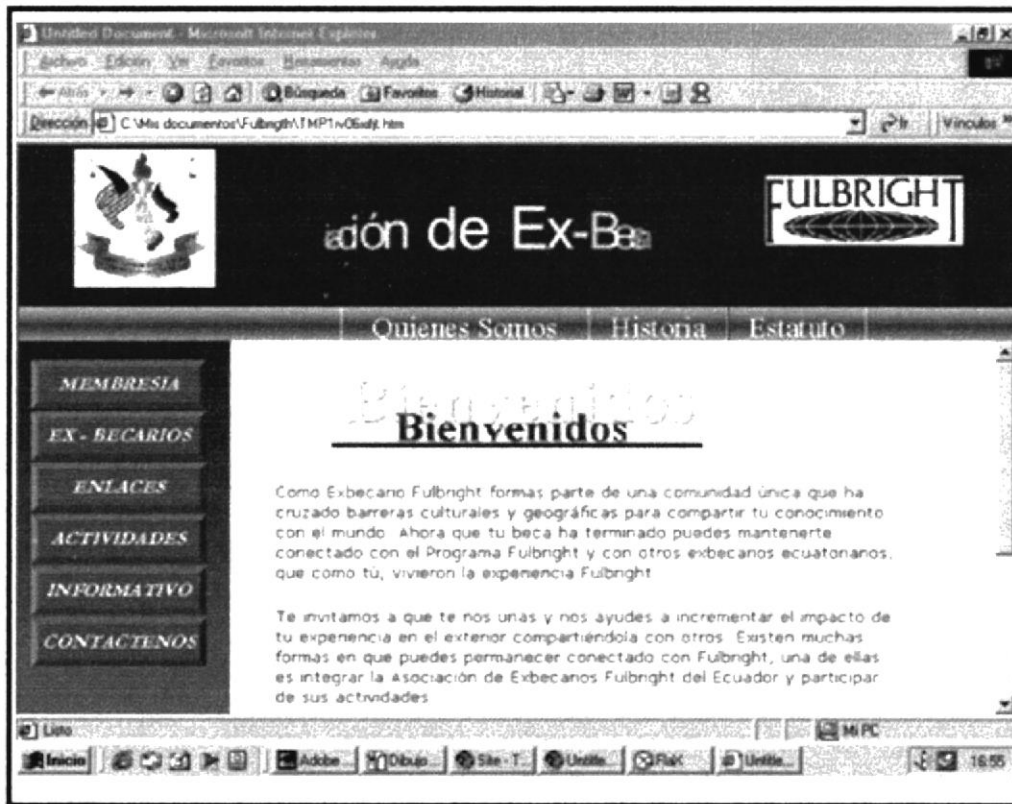 Untitled Document - Microsoft Internet Explorer
Archivo Edición Ver Favoritos Herramientas Ayuda
Atrás Búsqueda Favoritos Historial
Dirección C:\Mis documentos\Fulbrigth\ Ir Vínculos »
ación de Ex-Bec
FULBRIGHT
Quienes Somos Historia Estatuto
MEMBRESIA
EX - BECARIOS
ENLACES
ACTIVIDADES
INFORMATIVO
CONTACTENOS
Bienvenidos
Bienvenidos
Como Exbecario Fulbright formas parte de una comunidad única que ha
cruzado barreras culturales y geográficas para compartir tu conocimiento
con el mundo. Ahora que tu beca ha terminado puedes mantenerte
conectado con el Programa Fulbright y con otros exbecarios ecuatorianos,
que como tú, vivieron la experiencia Fulbright
Te invitamos a que te nos unas y nos ayudes a incrementar el impacto de
tu experiencia en el exterior compartiéndola con otros. Existen muchas
formas en que puedes permanecer conectado con Fulbright, una de ellas
es integrar la Asociación de Exbecarios Fulbright del Ecuador y participar
de sus actividades
Listo Mi PC
Inicio Adobe... Dibujo... Site - T... Untitle... FlaX Untitle... 16:55